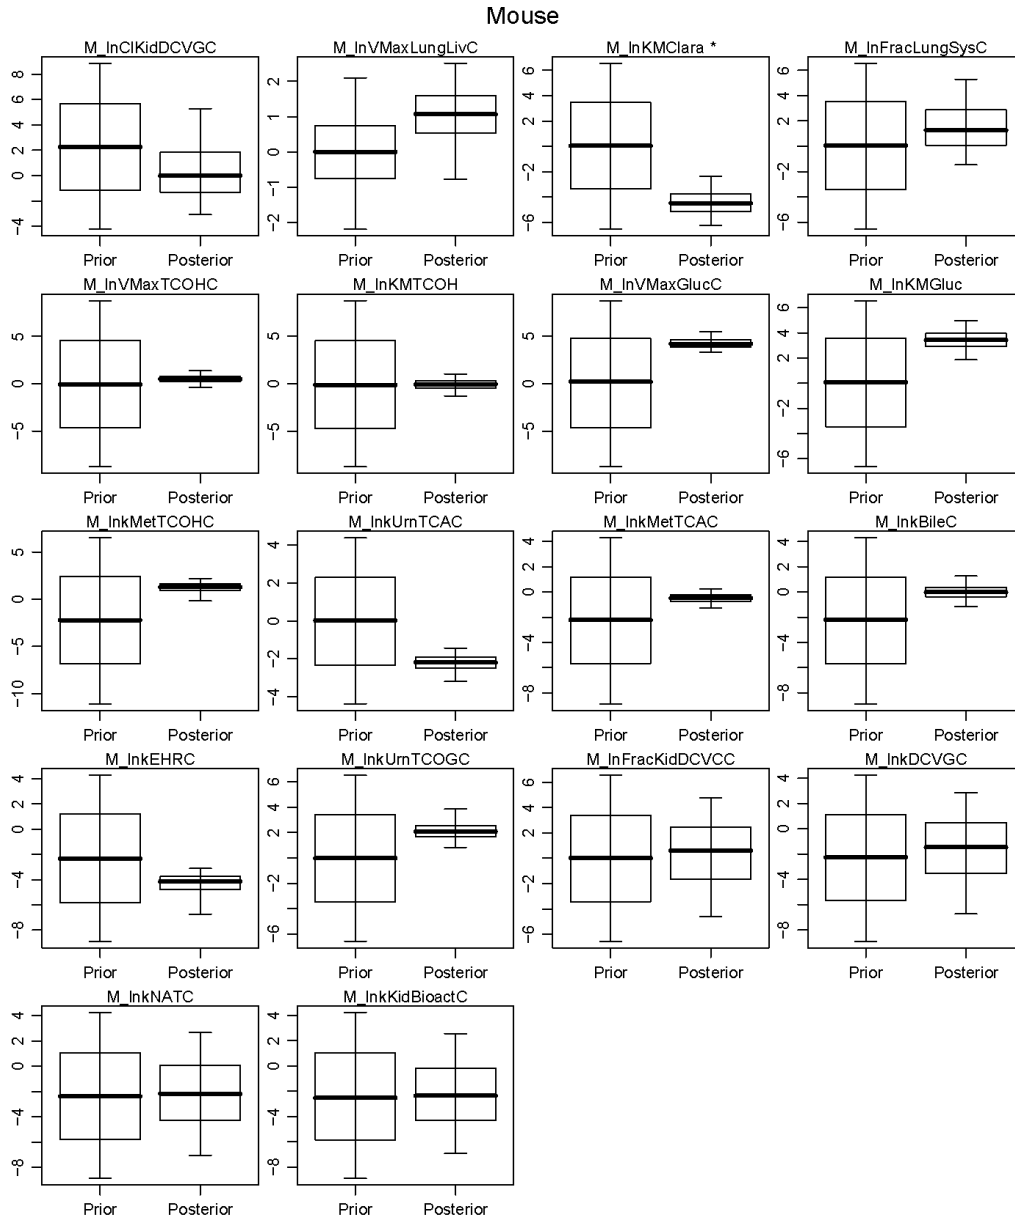 Mouse
M_lnClKidDCVGC
8
6
4
2
0
−4
Prior Posterior
M_lnVMaxLungLivC
2
1
0
−1
−2
Prior Posterior
M_lnKMClara *
6
4
2
0
−2
−6
Prior Posterior
M_lnFracLungSysC
6
4
2
0
−2
−6
Prior Posterior
M_lnVMaxTCOHC
5
0
−5
Prior Posterior
M_lnKMTCOH
5
0
−5
Prior Posterior
M_lnVMaxGlucC
5
0
−5
Prior Posterior
M_lnKMGluc
6
4
2
−2
−6
Prior Posterior
M_lnkMetTCOHC
5
0
−5
−10
Prior Posterior
M_lnkUrnTCAC
4
2
0
−2
−4
Prior Posterior
M_lnkMetTCAC
4
2
0
−4
−8
Prior Posterior
M_lnkBileC
4
2
0
−4
−8
Prior Posterior
M_lnkEHRC
4
2
0
−4
−8
Prior Posterior
M_lnkUrnTCOGC
6
4
2
−2
−6
Prior Posterior
M_lnFracKidDCVCC
6
4
2
−2
−6
Prior Posterior
M_lnkDCVGC
4
2
0
−4
−8
Prior Posterior
M_lnkNATC
4
2
0
−4
−8
Prior Posterior
M_lnkKidBioactC
4
2
0
−4
−8
Prior Posterior